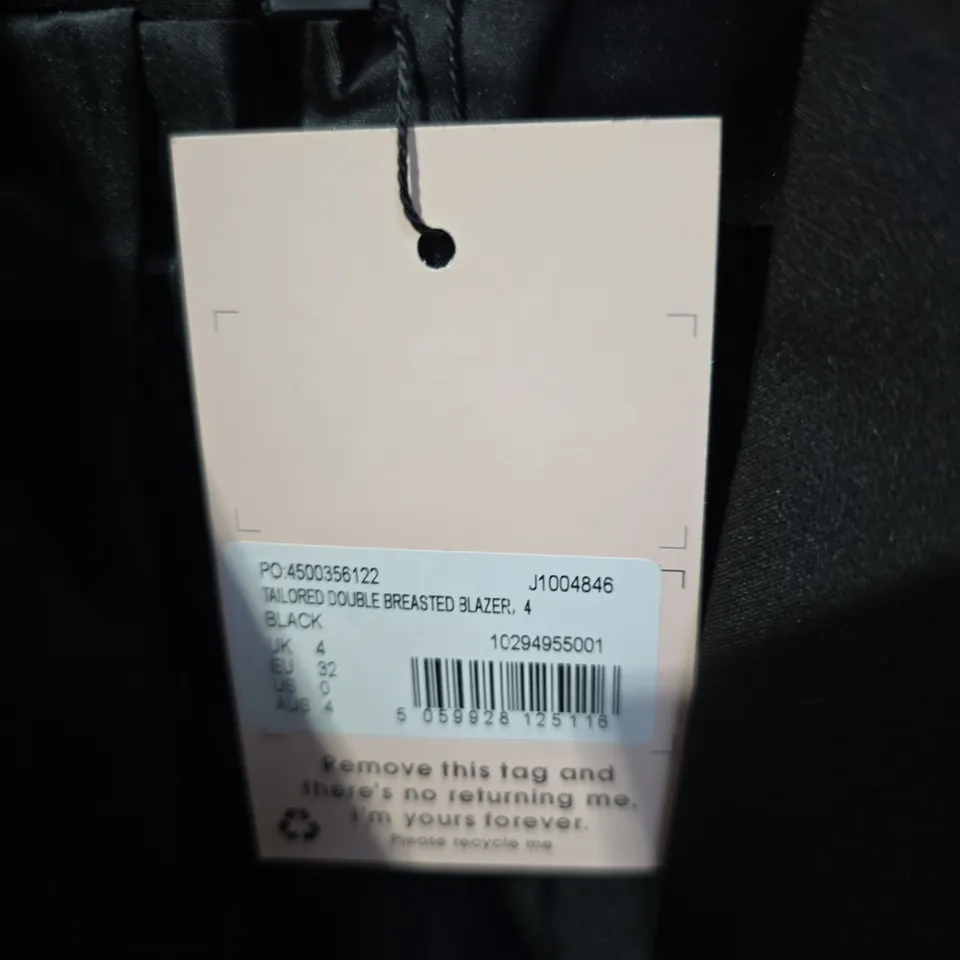 PO:4500356122 J1004846
TAILORED DOUBLE BREASTED BLAZER, 4
BLACK
10294955001
UK 4
EU 32
US 0
AUS 4
5 059928 125116
Remove this tag and
there's no returning me,
I'm yours forever.
Please recycle me